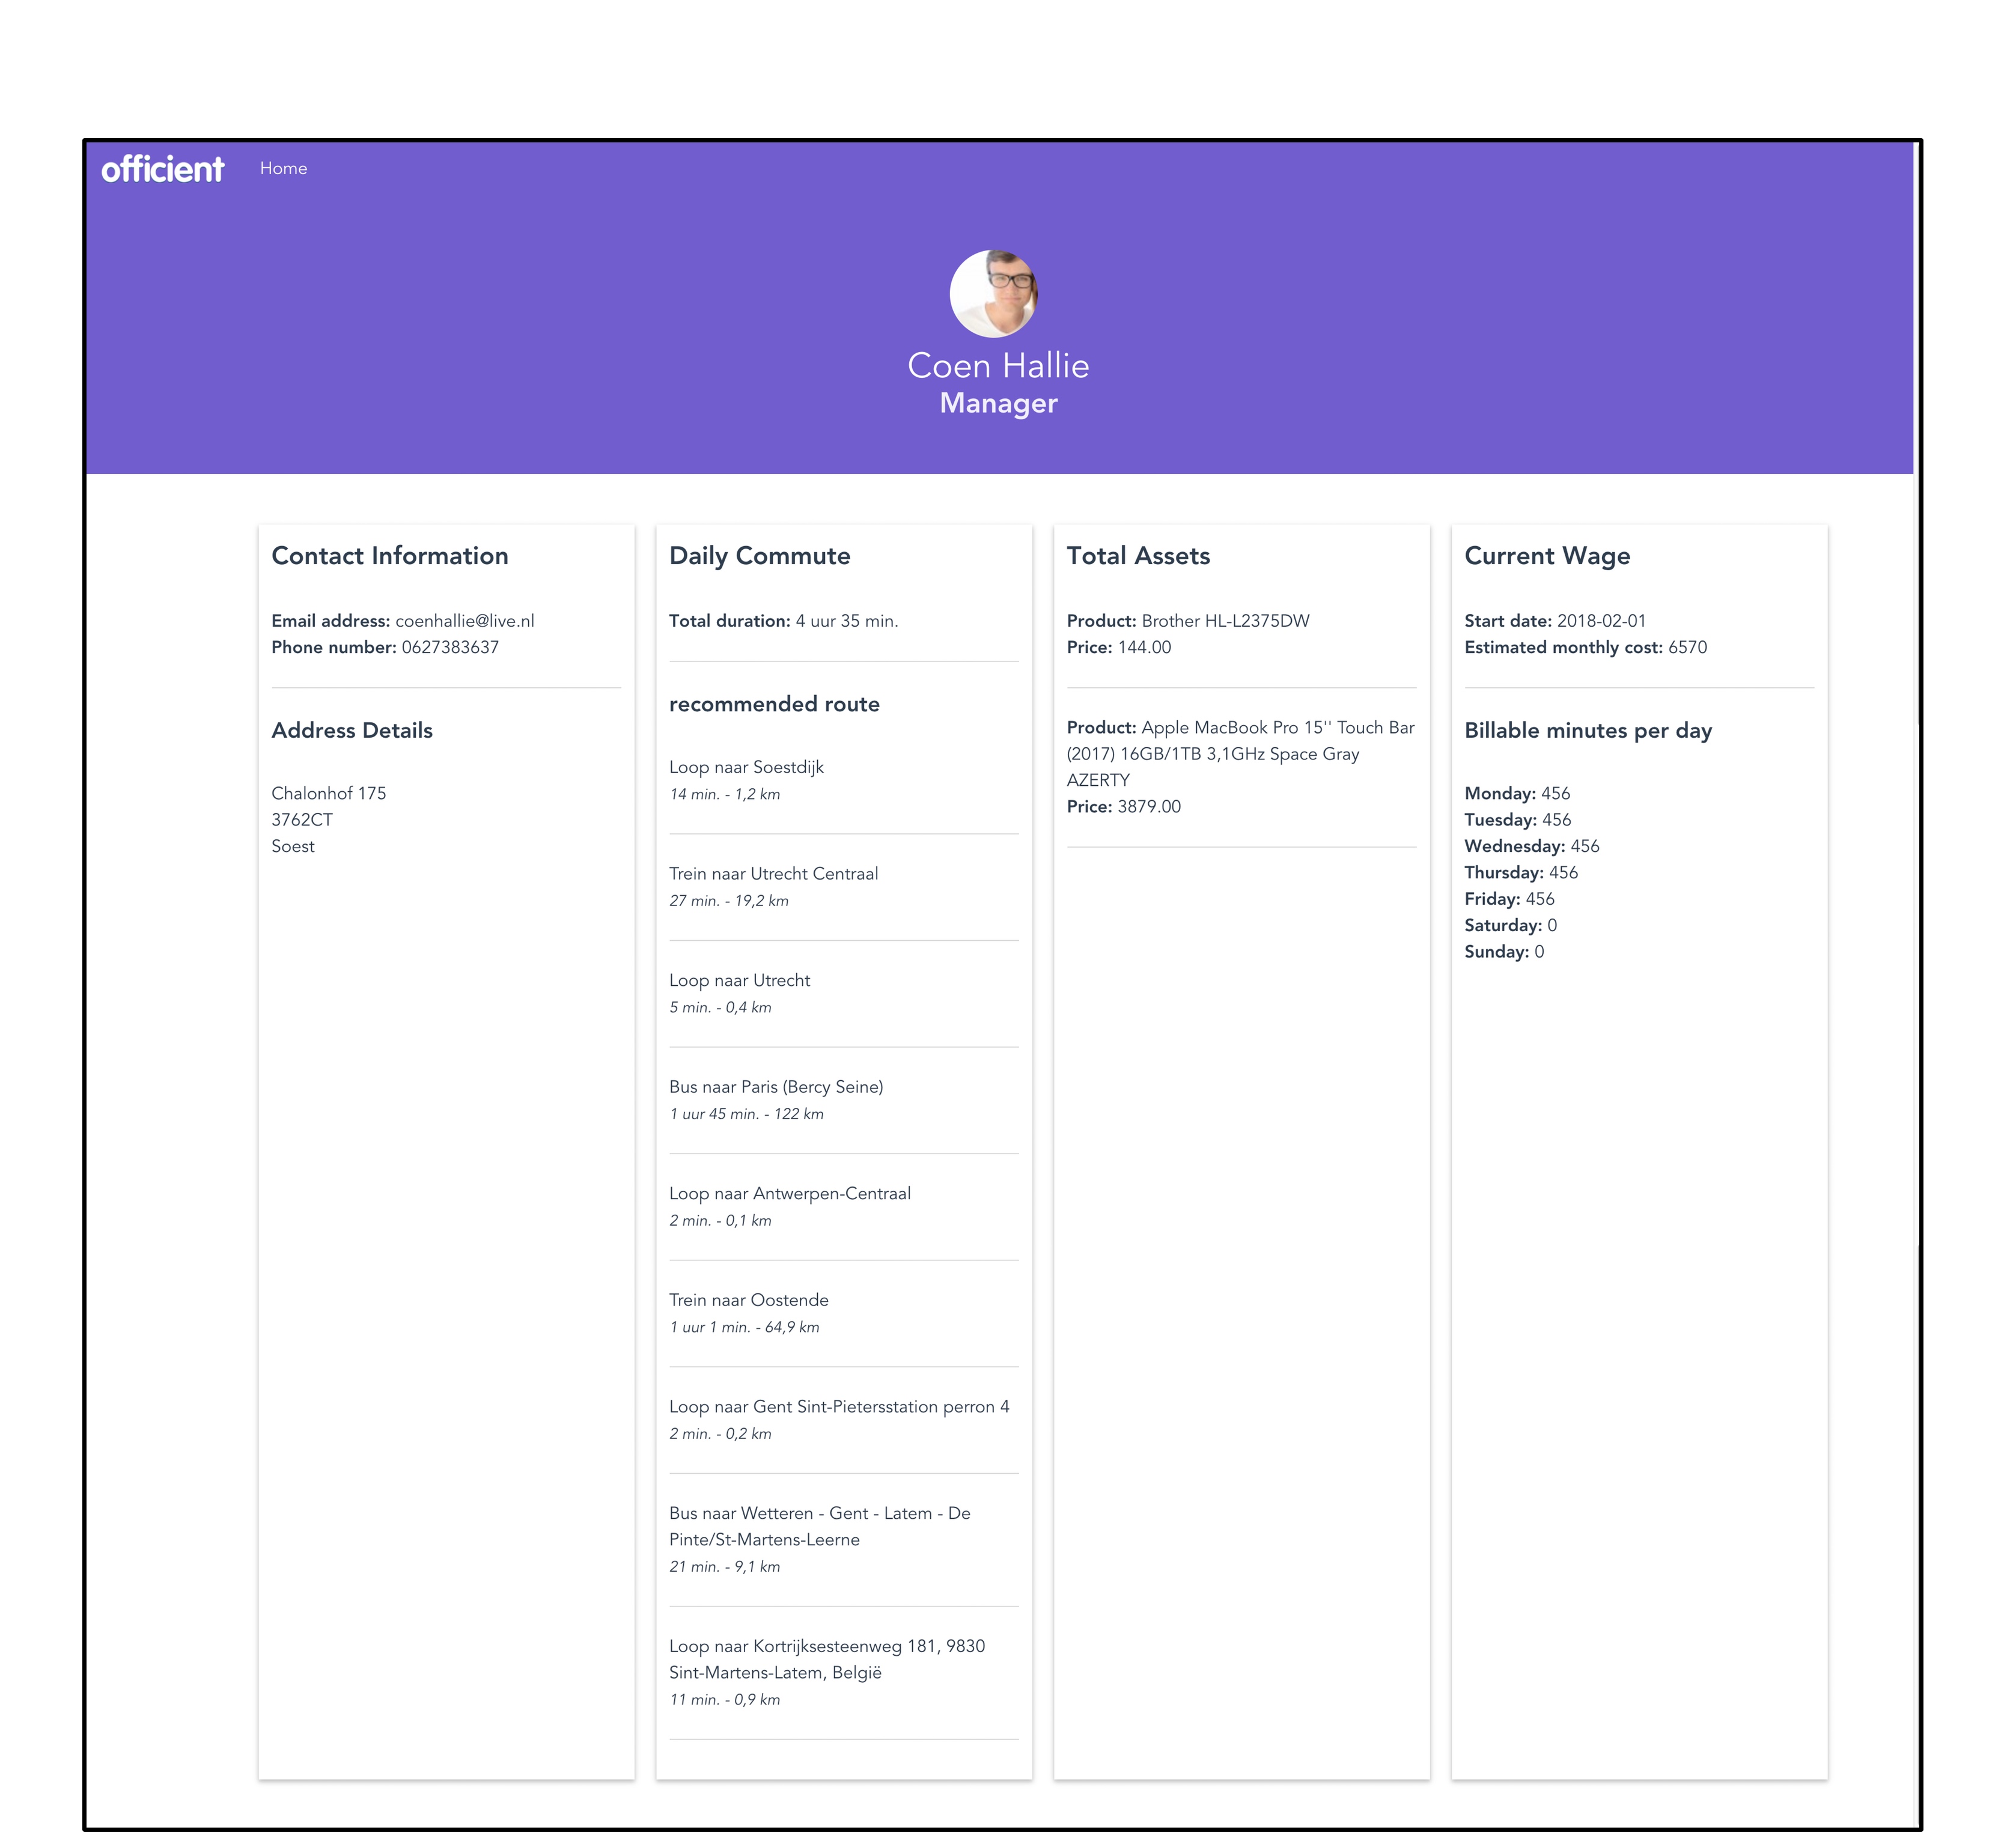 officient
Home
Coen Hallie
Manager
Contact Information
Email address: coenhallie@live.nl
Phone number: 0627383637
Address Details
Chalonhof 175
3762CT
Soest
Daily Commute
Total duration: 4 uur 35 min.
recommended route
Loop naar Soestdijk
14 min. - 1,2 km
Trein naar Utrecht Centraal
27 min. - 19,2 km
Loop naar Utrecht
5 min. - 0,4 km
Bus naar Paris (Bercy Seine)
1 uur 45 min. - 122 km
Loop naar Antwerpen-Centraal
2 min. - 0,1 km
Trein naar Oostende
1 uur 1 min. - 64,9 km
Loop naar Gent Sint-Pietersstation perron 4
2 min. - 0,2 km
Bus naar Wetteren - Gent - Latem - De
Pinte/St-Martens-Leerne
21 min. - 9,1 km
Loop naar Kortrijksesteenweg 181, 9830
Sint-Martens-Latem, België
11 min. - 0,9 km
Total Assets
Product: Brother HL-L2375DW
Price: 144.00
Product: Apple MacBook Pro 15'' Touch Bar
(2017) 16GB/1TB 3,1GHz Space Gray
AZERTY
Price: 3879.00
Current Wage
Start date: 2018-02-01
Estimated monthly cost: 6570
Billable minutes per day
Monday: 456
Tuesday: 456
Wednesday: 456
Thursday: 456
Friday: 456
Saturday: 0
Sunday: 0